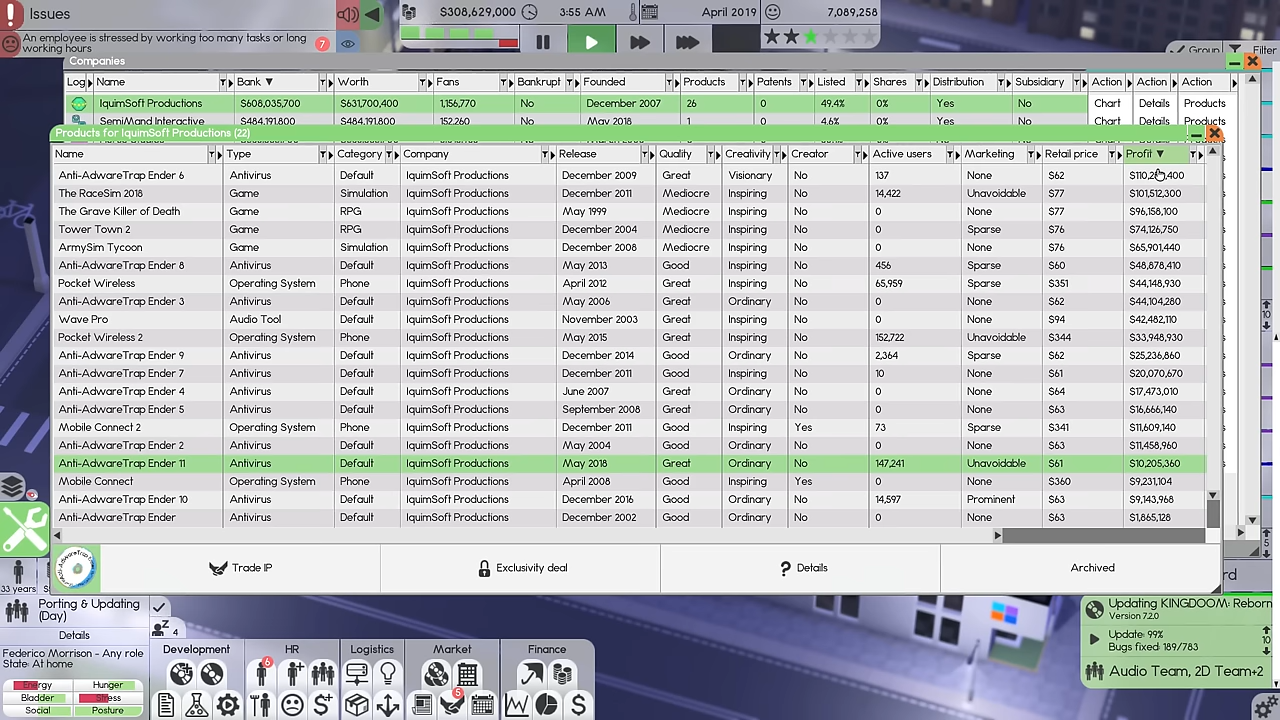 Issues
An employee is stressed by working too many tasks or long working hours
7
$308,629,000 3:55 AM April 2019 7,089,258
Group Filter
Companies
Logo Name Bank ▼ Worth Fans Bankrupt Founded Products Patents Listed Shares Distribution Subsidiary Action Action Action
IquimSoft Productions $608,035,700 $631,700,400 1,156,770 No December 2007 26 0 49.4% 0% Yes No Chart Details Products
SemiMand Interactive $484,191,800 $484,191,800 152,260 No May 2018 1 0 4.6% 0% Yes No Chart Details Products
Products for IquimSoft Productions (22)
Name Type Category Company Release Quality Creativity Creator Active users Marketing Retail price Profit ▼
Anti-AdwareTrap Ender 6 Antivirus Default IquimSoft Productions December 2009 Great Visionary No 137 None $62
The RaceSim 2018 Game Simulation IquimSoft Productions December 2011 Mediocre Inspiring No 14,422 Unavoidable $77 $101,512,300
The Grave Killer of Death Game RPG IquimSoft Productions May 1999 Mediocre Inspiring No 0 None $77 $96,158,100
Tower Town 2 Game RPG IquimSoft Productions December 2004 Mediocre Inspiring No 0 Sparse $76 $74,126,750
ArmySim Tycoon Game Simulation IquimSoft Productions December 2008 Mediocre Inspiring No 0 None $76 $65,901,440
Anti-AdwareTrap Ender 8 Antivirus Default IquimSoft Productions May 2013 Good Inspiring No 456 Sparse $60 $48,878,410
Pocket Wireless Operating System Phone IquimSoft Productions April 2012 Great Inspiring No 65,959 Sparse $351 $44,148,930
Anti-AdwareTrap Ender 3 Antivirus Default IquimSoft Productions May 2006 Great Ordinary No 0 None $62 $44,104,280
Wave Pro Audio Tool Default IquimSoft Productions November 2003 Great Inspiring No 0 None $94 $42,482,110
Pocket Wireless 2 Operating System Phone IquimSoft Productions May 2015 Great Inspiring No 152,722 Unavoidable $344 $33,948,930
Anti-AdwareTrap Ender 9 Antivirus Default IquimSoft Productions December 2014 Good Ordinary No 2,364 Sparse $62 $25,236,860
Anti-AdwareTrap Ender 7 Antivirus Default IquimSoft Productions December 2011 Good Inspiring No 10 None $61 $20,070,670
Anti-AdwareTrap Ender 4 Antivirus Default IquimSoft Productions June 2007 Great Ordinary No 0 None $64 $17,473,010
Anti-AdwareTrap Ender 5 Antivirus Default IquimSoft Productions September 2008 Great Ordinary No 0 None $63 $16,666,140
Mobile Connect 2 Operating System Phone IquimSoft Productions December 2011 Good Inspiring Yes 73 Sparse $341 $11,609,140
Anti-AdwareTrap Ender 2 Antivirus Default IquimSoft Productions May 2004 Good Ordinary No 0 None $63 $11,458,960
Anti-AdwareTrap Ender 11 Antivirus Default IquimSoft Productions May 2018 Great Ordinary No 147,241 Unavoidable $61 $10,205,360
Mobile Connect Operating System Phone IquimSoft Productions April 2008 Good Inspiring Yes 0 None $360 $9,231,104
Anti-AdwareTrap Ender 10 Antivirus Default IquimSoft Productions December 2016 Good Ordinary No 14,597 Prominent $63 $9,143,968
Anti-AdwareTrap Ender Antivirus Default IquimSoft Productions December 2002 Good Ordinary No 0 None $63 $1,865,128
Trade IP Exclusivity deal ? Details Archived
33 years
Porting & Updating (Day)
Details
Federico Morrison - Any role
State: At home
Energy Hunger
Bladder Stress
Social Posture
Z 4
Development HR Logistics Market Finance
6
5
Updating KINGDOOM: Reborn
Version 7.2.0
Update: 99%
Bugs fixed: 189/783
Audio Team, 2D Team+2
10
5
10